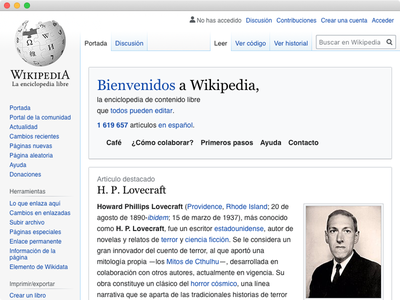 No has accedido Discusión Contribuciones Crear una cuenta Acceder
Portada Discusión Leer Ver código Ver historial Buscar en Wikipedia
WIKIPEDIA
La enciclopedia libre
Portada
Portal de la comunidad
Actualidad
Cambios recientes
Páginas nuevas
Página aleatoria
Ayuda
Donaciones
Herramientas
Lo que enlaza aquí
Cambios en enlazadas
Subir archivo
Páginas especiales
Enlace permanente
Información de la
página
Elemento de Wikidata
Imprimir/exportar
Crear un libro
Bienvenidos a Wikipedia,
la enciclopedia de contenido libre
que todos pueden editar.
1 619 657 artículos en español.
Café ¿Cómo colaborar? Primeros pasos Ayuda Contacto
Artículo destacado
H. P. Lovecraft
Howard Phillips Lovecraft (Providence, Rhode Island; 20 de
agosto de 1890-ibidem; 15 de marzo de 1937), más conocido
como H. P. Lovecraft, fue un escritor estadounidense, autor de
novelas y relatos de terror y ciencia ficción. Se le considera un
gran innovador del cuento de terror, al que aportó una
mitología propia —los Mitos de Cthulhu—, desarrollada en
colaboración con otros autores, actualmente en vigencia. Su
obra constituye un clásico del horror cósmico, una línea
narrativa que se aparta de las tradicionales historias de terror